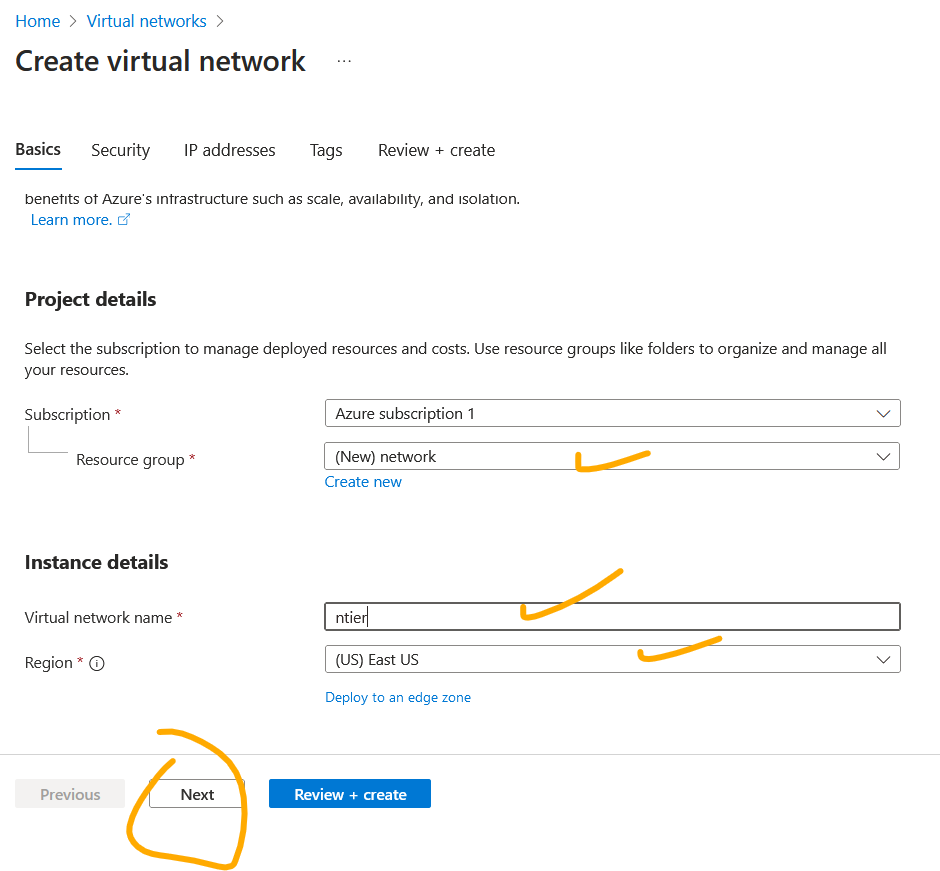 Home > Virtual networks >
Create virtual network ...
Basics Security IP addresses Tags Review + create
benefits of Azure's infrastructure such as scale, availability, and isolation.
Learn more.
Project details
Select the subscription to manage deployed resources and costs. Use resource groups like folders to organize and manage all
your resources.
Subscription *
Azure subscription 1
Resource group *
(New) network
Create new
Instance details
Virtual network name *
ntier
Region *
(US) East US
Deploy to an edge zone
Previous Next Review + create